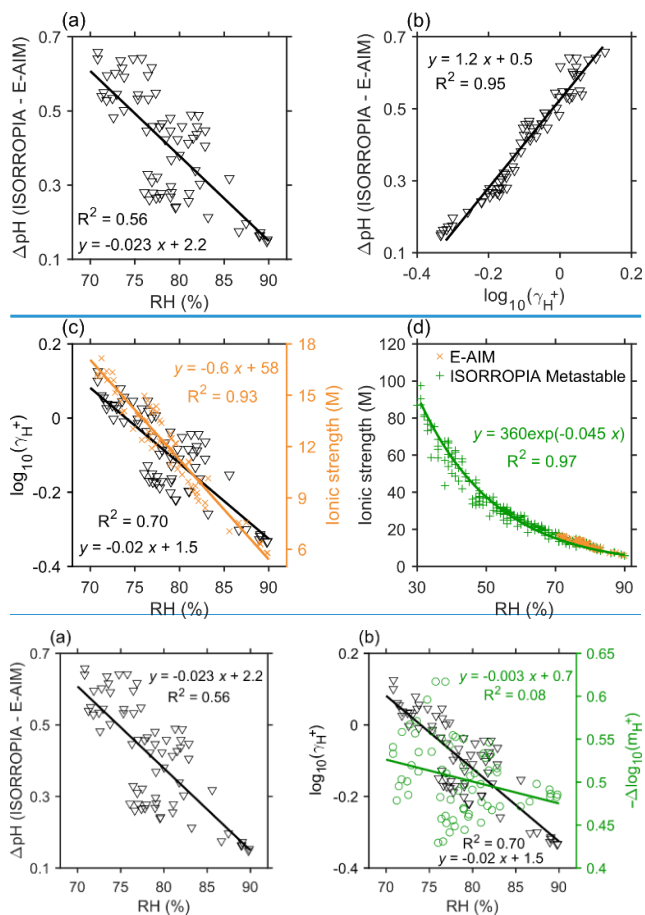 (a)
ΔpH (ISORROPIA - E-AIM)
0.7
0.5
0.3
0.1
R² = 0.56
y = -0.023 x + 2.2
70 75 80 85 90
RH (%)
(b)
ΔpH (ISORROPIA - E-AIM)
0.7
0.5
0.3
0.1
y = 1.2 x + 0.5
R² = 0.95
-0.4 -0.2 0 0.2
log₁₀(γH⁺)
(c)
log₁₀(γH⁺)
0.2
0
-0.2
-0.4
y = -0.6 x + 58
R² = 0.93
R² = 0.70
y = -0.02 x + 1.5
18
15
12
9
6
Ionic strength (M)
70 75 80 85 90
RH (%)
(d)
Ionic strength (M)
120
100
80
60
40
20
0
E-AIM
ISORROPIA Metastable
y = 360exp(-0.045 x)
R² = 0.97
30 50 70 90
RH (%)
(a)
ΔpH (ISORROPIA - E-AIM)
0.7
0.5
0.3
0.1
y = -0.023 x + 2.2
R² = 0.56
70 75 80 85 90
RH (%)
(b)
log₁₀(γH⁺)
0.2
0
-0.2
-0.4
y = -0.003 x + 0.7
R² = 0.08
R² = 0.70
y = -0.02 x + 1.5
0.65
0.6
0.55
0.5
0.45
0.4
-Δlog₁₀(mH⁺)
70 75 80 85 90
RH (%)